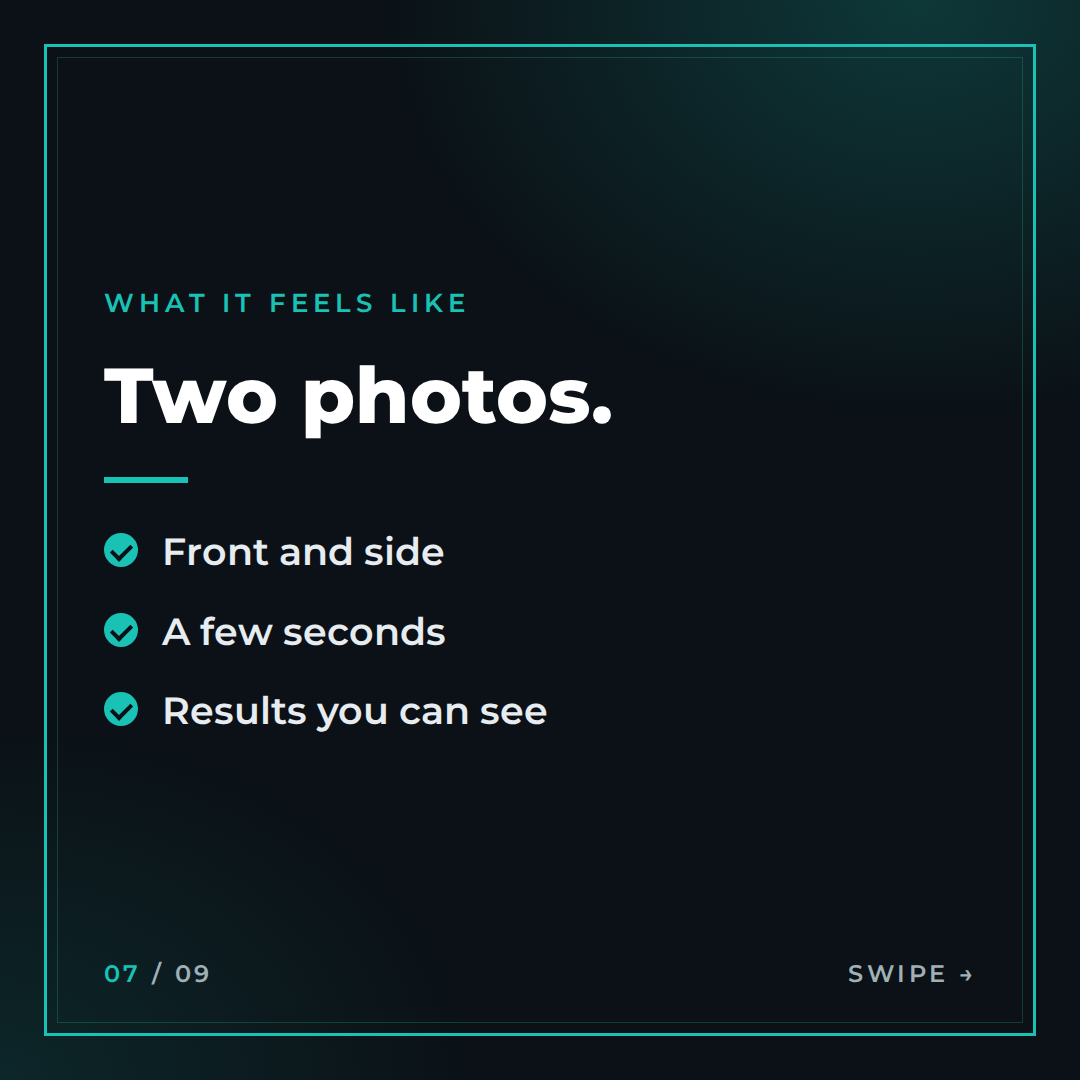 WHAT IT FEELS LIKE
Two photos.
Front and side
A few seconds
Results you can see
07 / 09
SWIPE →